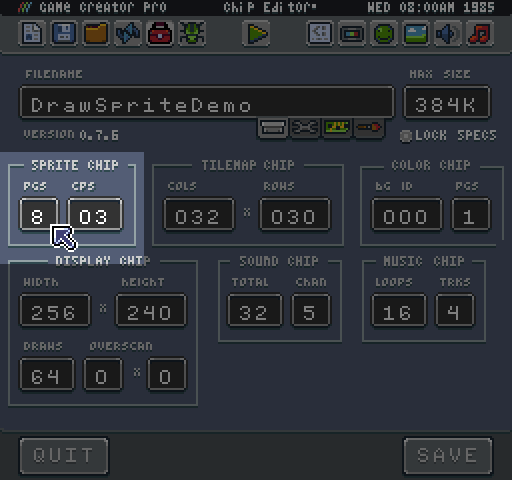 GAME CREATOR PRO CHIP EDITOR* WED 08:00AM 1985
FILENAME MAX SIZE
DrawSpriteDemo 384K
VERSION 0.7.6 LOCK SPECS
SPRITE CHIP TILEMAP CHIP COLOR CHIP
PGS CPS COLS ROWS BG ID PGS
8 03 032 x 030 000 1
DISPLAY CHIP SOUND CHIP MUSIC CHIP
WIDTH HEIGHT TOTAL CHAN LOOPS TRKS
256 x 240 32 5 16 4
DRAWS OVERSCAN
64 0 x 0
QUIT SAVE